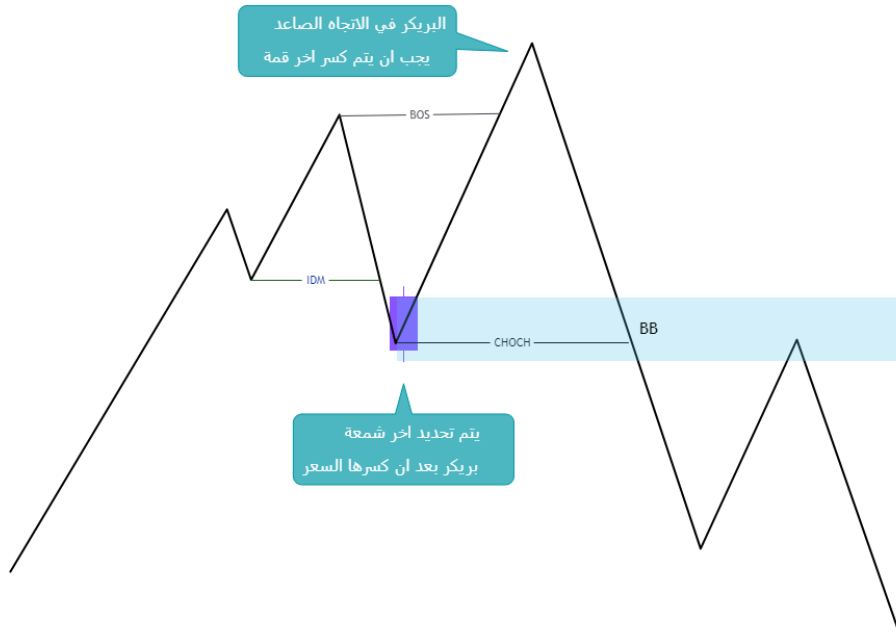 البريكر في الاتجاه الصاعد
يجب ان يتم كسر اخر قمة
BOS
IDM
BB
CHOCH
يتم تحديد اخر شمعة
بريكر بعد ان كسرها السعر